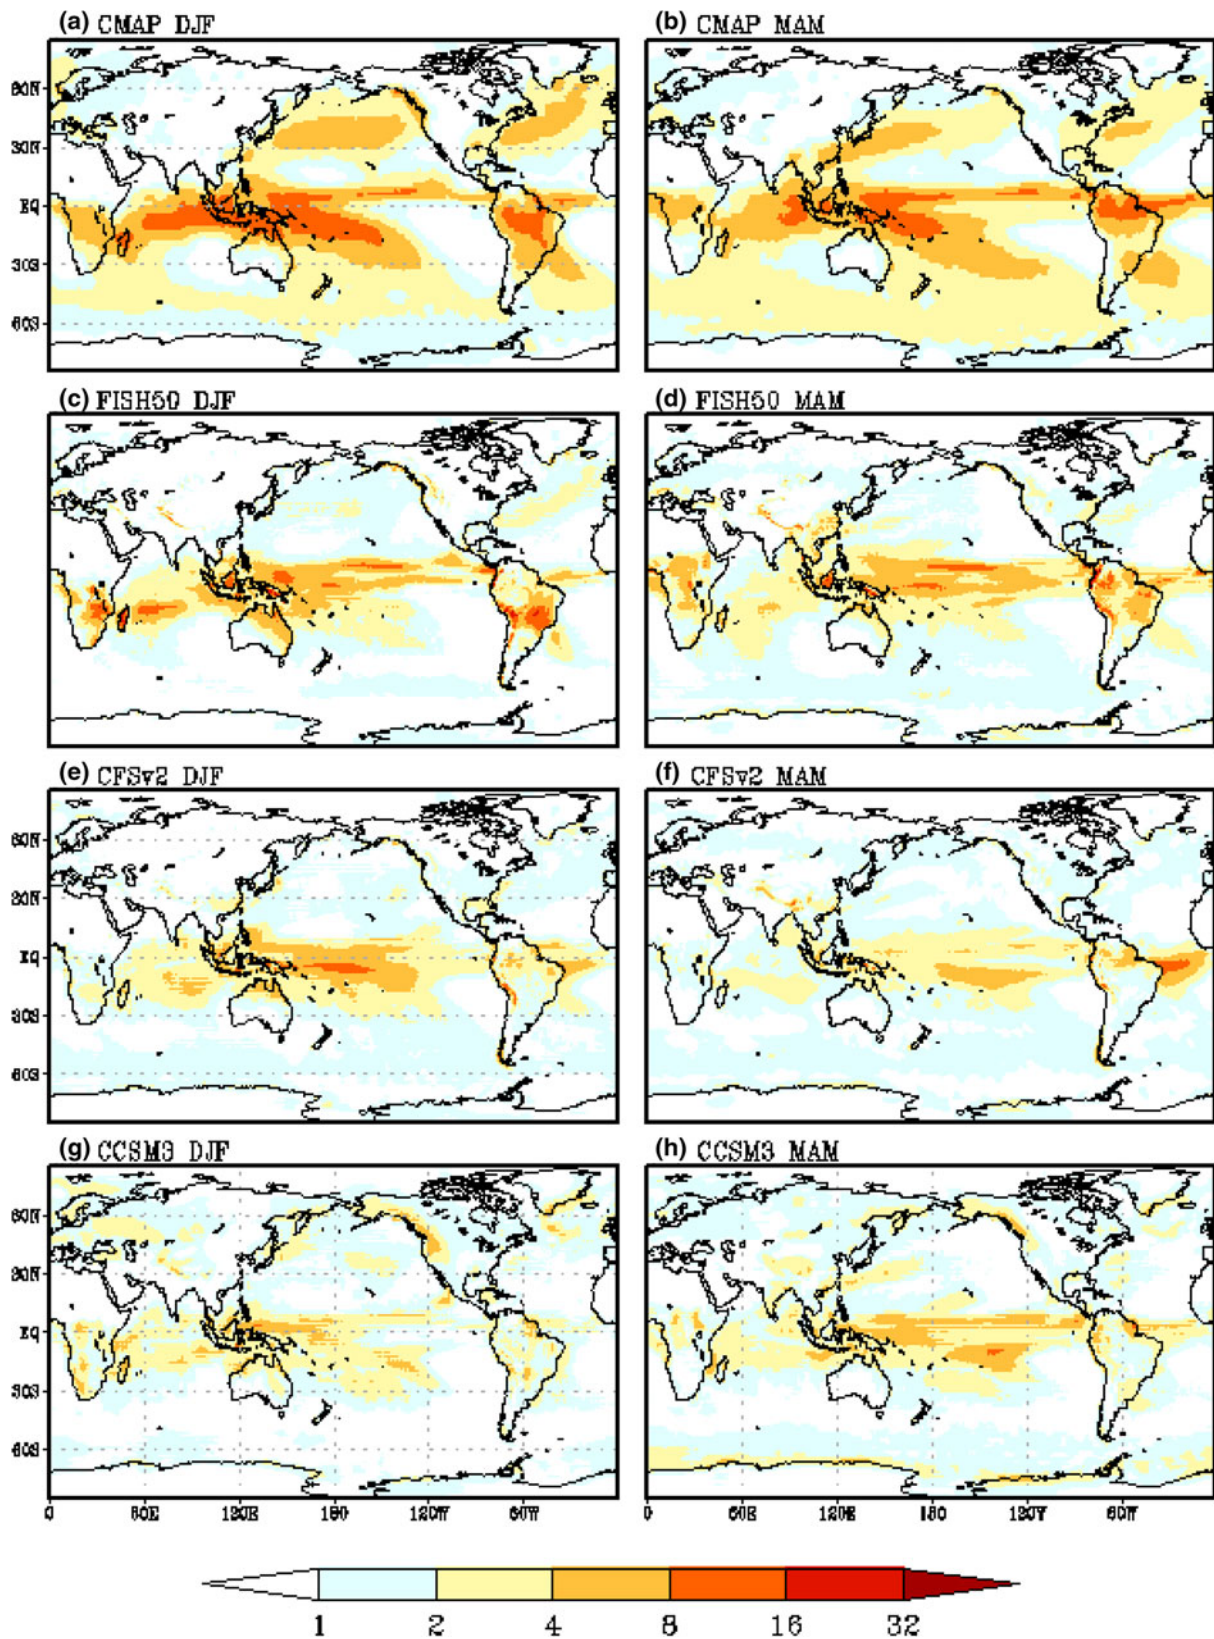 (a) CMAP DJF
(b) CMAP MAM
60N
30N
EQ
30S
60S
(c) FISH50 DJF
(d) FISH50 MAM
(e) CFSv2 DJF
(f) CFSv2 MAM
60N
30N
EQ
30S
60S
(g) CCSM3 DJF
(h) CCSM3 MAM
60N
30N
EQ
30S
60S
0 60E 120E 180 120W 60W
0 60E 120E 180 120W 60W
1 2 4 8 16 32